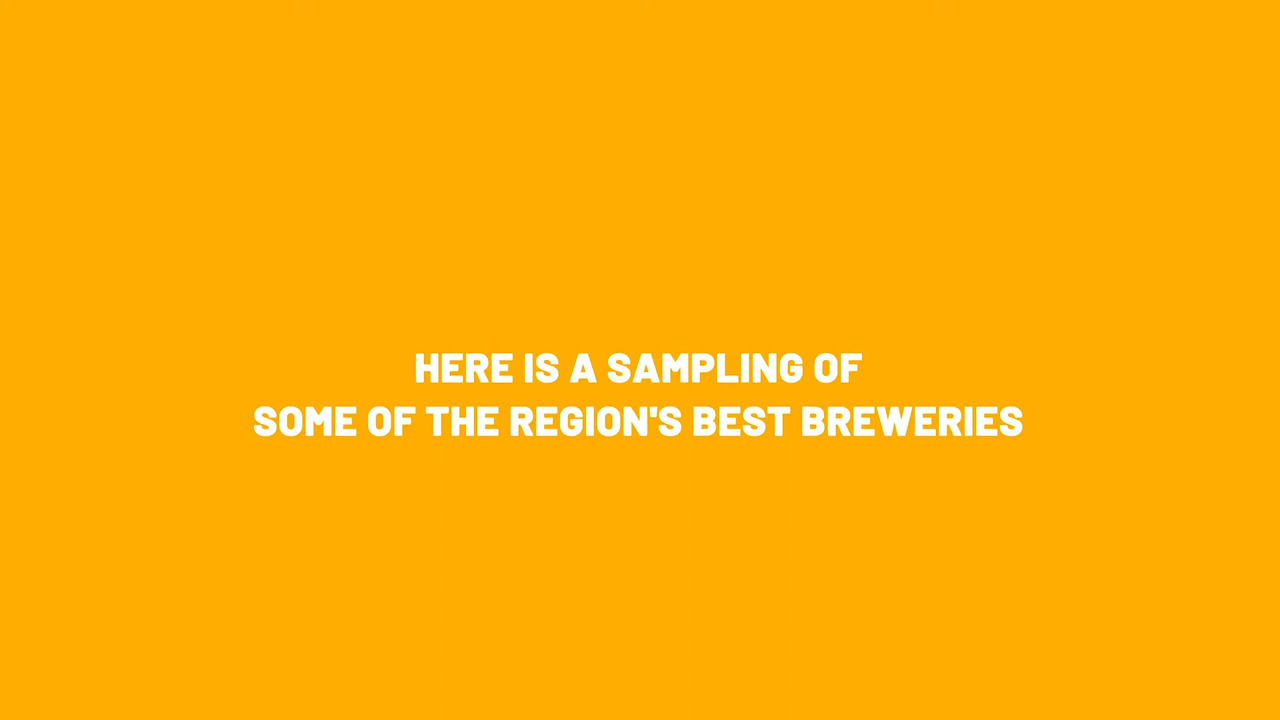 HERE IS A SAMPLING OF
SOME OF THE REGION'S BEST BREWERIES